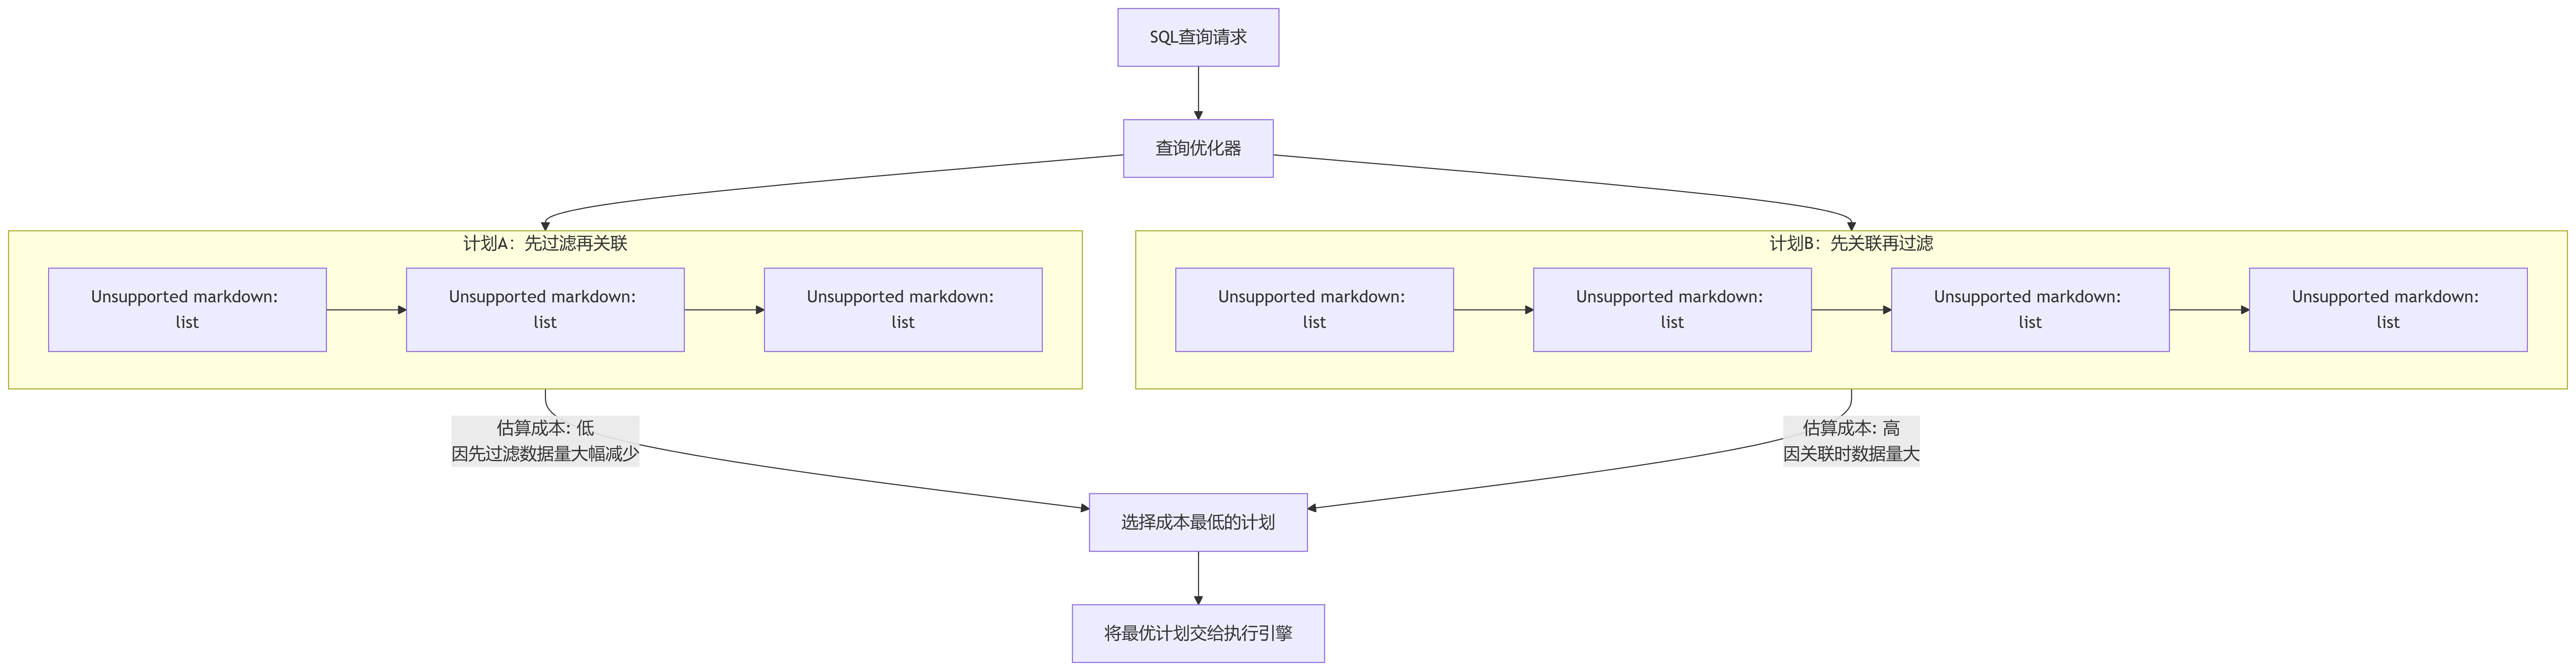 SQL查询请求
查询优化器
计划A：先过滤再关联
Unsupported markdown:
list
Unsupported markdown:
list
Unsupported markdown:
list
计划B：先关联再过滤
Unsupported markdown:
list
Unsupported markdown:
list
Unsupported markdown:
list
Unsupported markdown:
list
估算成本: 低
因先过滤数据量大幅减少
估算成本: 高
因关联时数据量大
选择成本最低的计划
将最优计划交给执行引擎